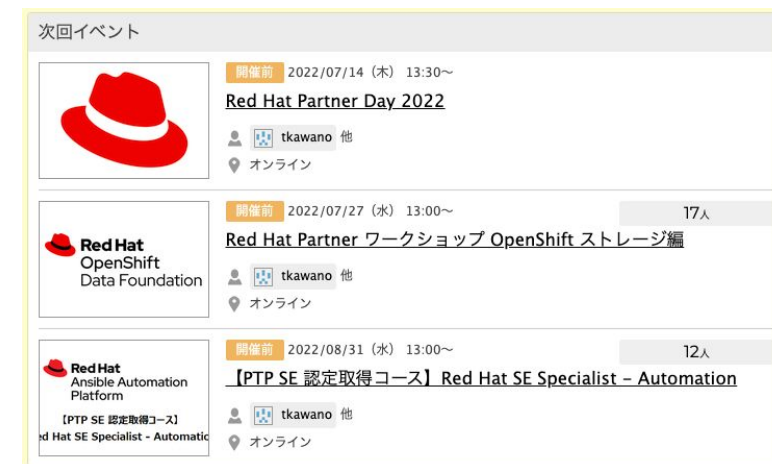 次回イベント
開催前 2022/07/14（木） 13:30～
Red Hat Partner Day 2022
tkawano 他
オンライン
Red Hat
OpenShift
Data Foundation
開催前 2022/07/27（水） 13:00～
17人
Red Hat Partner ワークショップ OpenShift ストレージ編
tkawano 他
オンライン
Red Hat
Ansible Automation
Platform
【PTP SE 認定取得コース】
ed Hat SE Specialist - Automatic
開催前 2022/08/31（水） 13:00～
12人
【PTP SE 認定取得コース】Red Hat SE Specialist – Automation
tkawano 他
オンライン